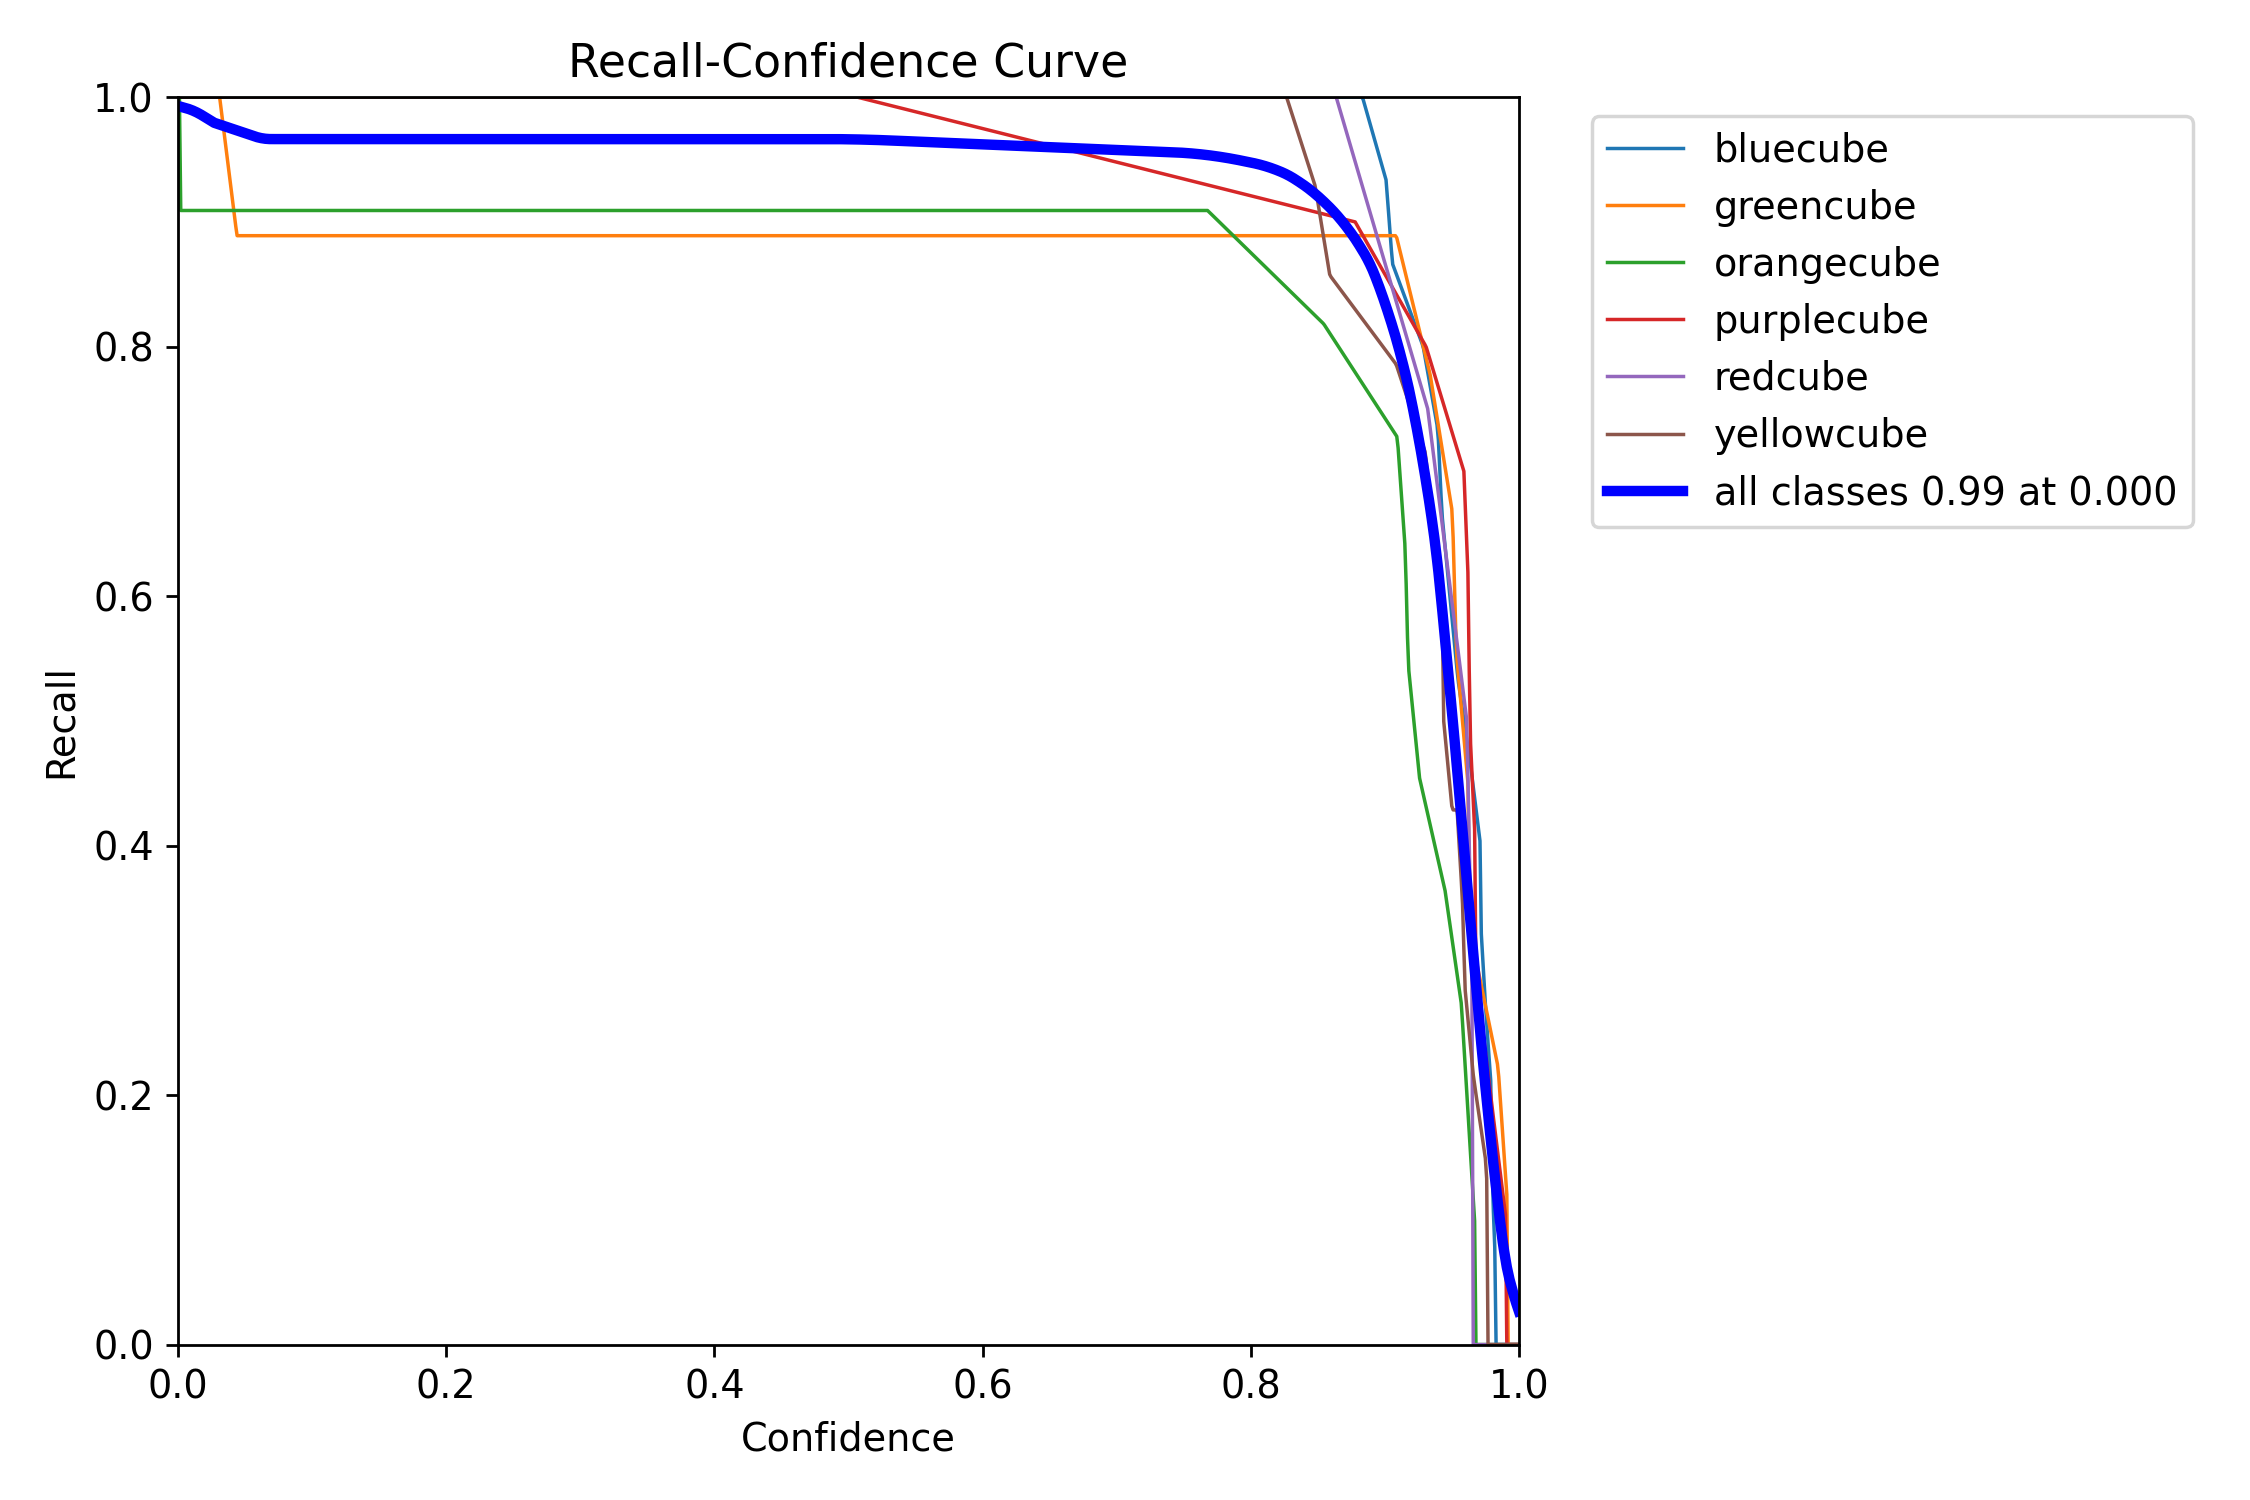 Recall-Confidence Curve
1.0
0.8
0.6
0.4
0.2
0.0
Recall
0.0 0.2 0.4 0.6 0.8 1.0
Confidence
bluecube
greencube
orangecube
purplecube
redcube
yellowcube
all classes 0.99 at 0.000